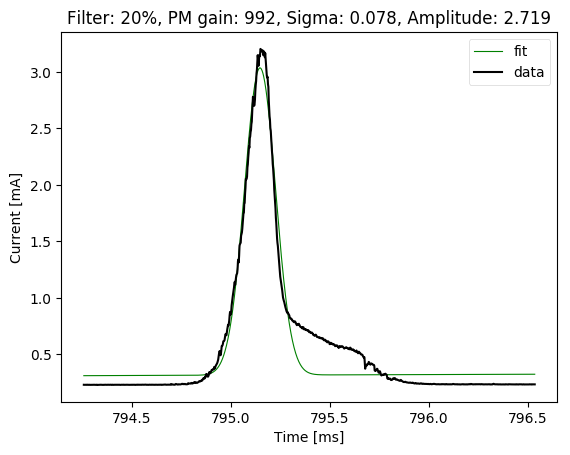 Filter: 20%, PM gain: 992, Sigma: 0.078, Amplitude: 2.719
fit
data
3.0
2.5
2.0
1.5
1.0
0.5
Current [mA]
794.5 795.0 795.5 796.0 796.5
Time [ms]